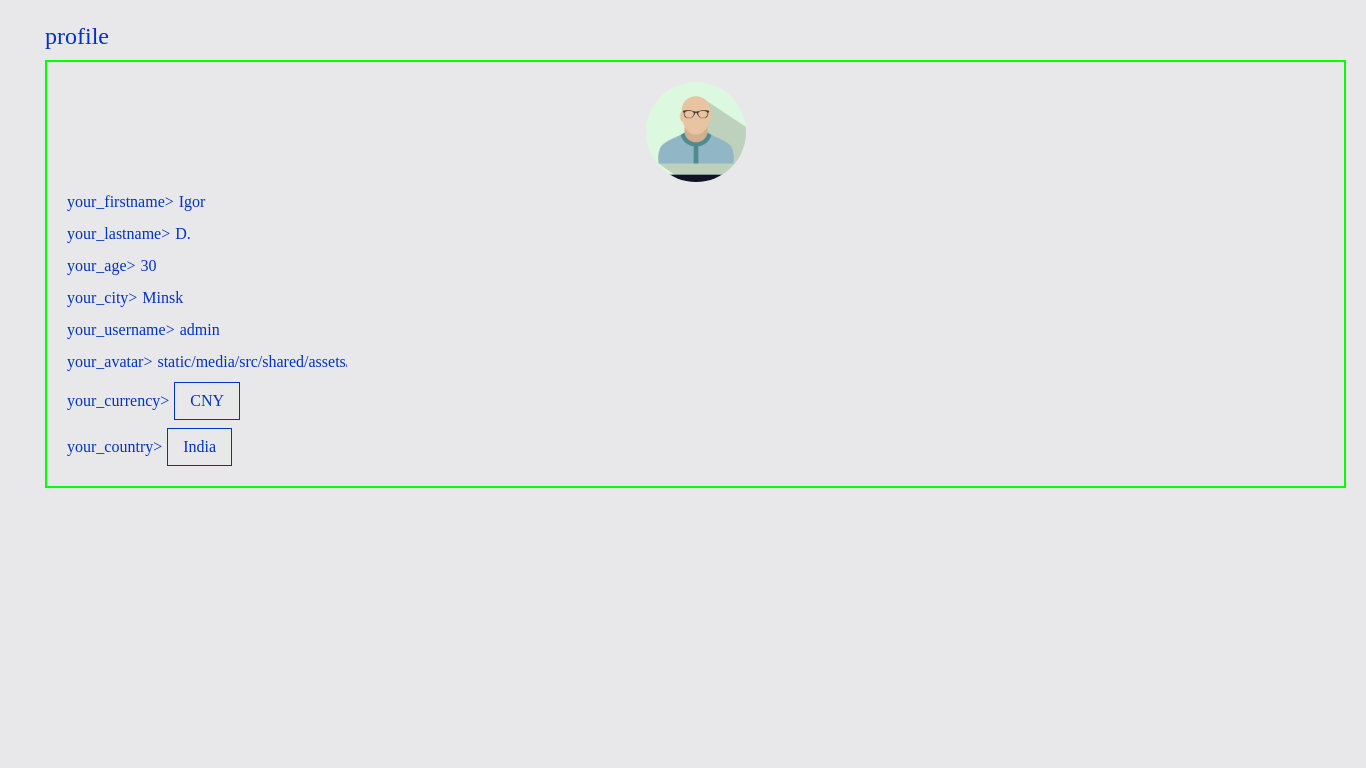 profile
your_firstname> Igor
your_lastname> D.
your_age> 30
your_city> Minsk
your_username> admin
your_avatar> static/media/src/shared/assets
your_currency> CNY
your_country> India